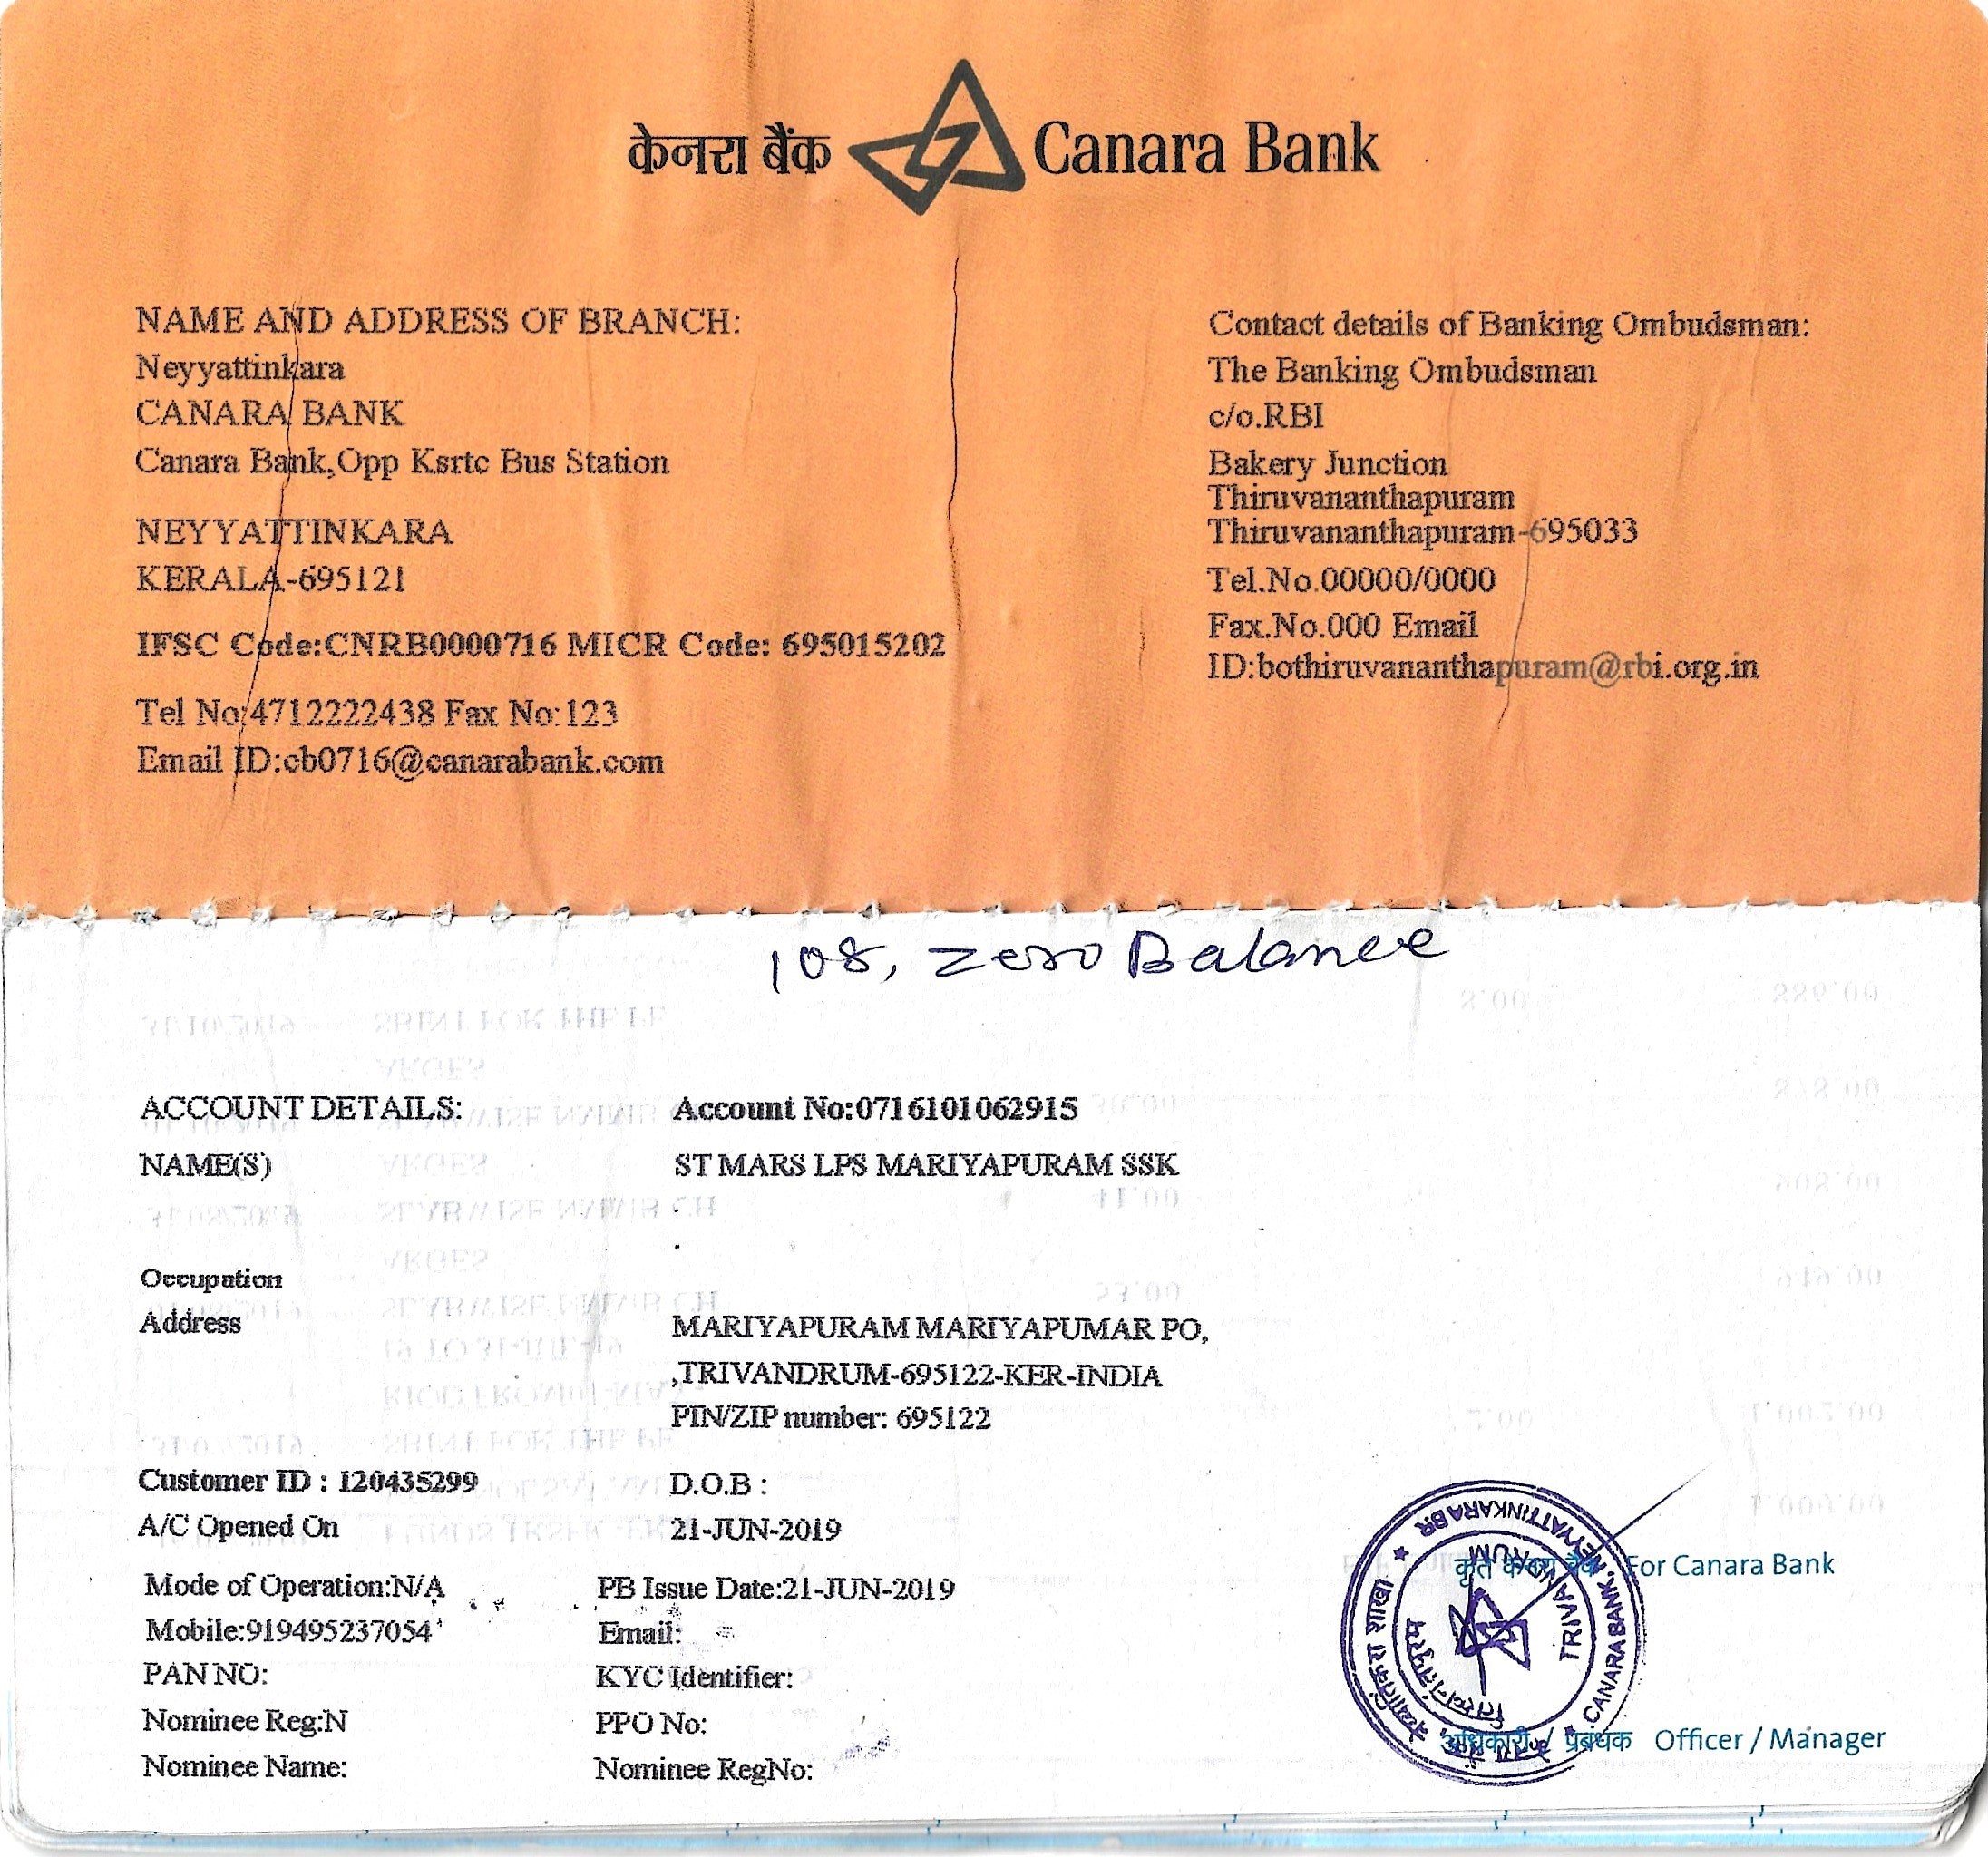 केनरा बैंक Canara Bank
NAME AND ADDRESS OF BRANCH:
Neyyattinkara
CANARA BANK
Canara Bank,Opp Ksrtc Bus Station
NEYYATTINKARA
KERALA-695121
IFSC Code:CNRB0000716 MICR Code: 695015202
Tel No:4712222438 Fax No:123
Email ID:cb0716@canarabank.com
Contact details of Banking Ombudsman:
The Banking Ombudsman
c/o.RBI
Bakery Junction
Thiruvananthapuram
Thiruvananthapuram-695033
Tel.No.00000/0000
Fax.No.000 Email
ID:bothiruvananthapuram@rbi.org.in
108, Zero Balance
ACCOUNT DETAILS: Account No:0716101062915
NAME(S) ST MARS LPS MARIYAPURAM SSK
Occupation
Address MARIYAPURAM MARIYAPUMAR PO,
,TRIVANDRUM-695122-KER-INDIA
PIN/ZIP number: 695122
Customer ID : 120435299 D.O.B :
A/C Opened On 21-JUN-2019
Mode of Operation:N/A PB Issue Date:21-JUN-2019
Mobile:919495237054 Email:
PAN NO: KYC Identifier:
Nominee Reg:N PPO No:
Nominee Name: Nominee RegNo:
कृते केनरा बैंक For Canara Bank
CANARA BANK, NEYYATTINKARA BR.
अधिकारी / प्रबंधक Officer / Manager